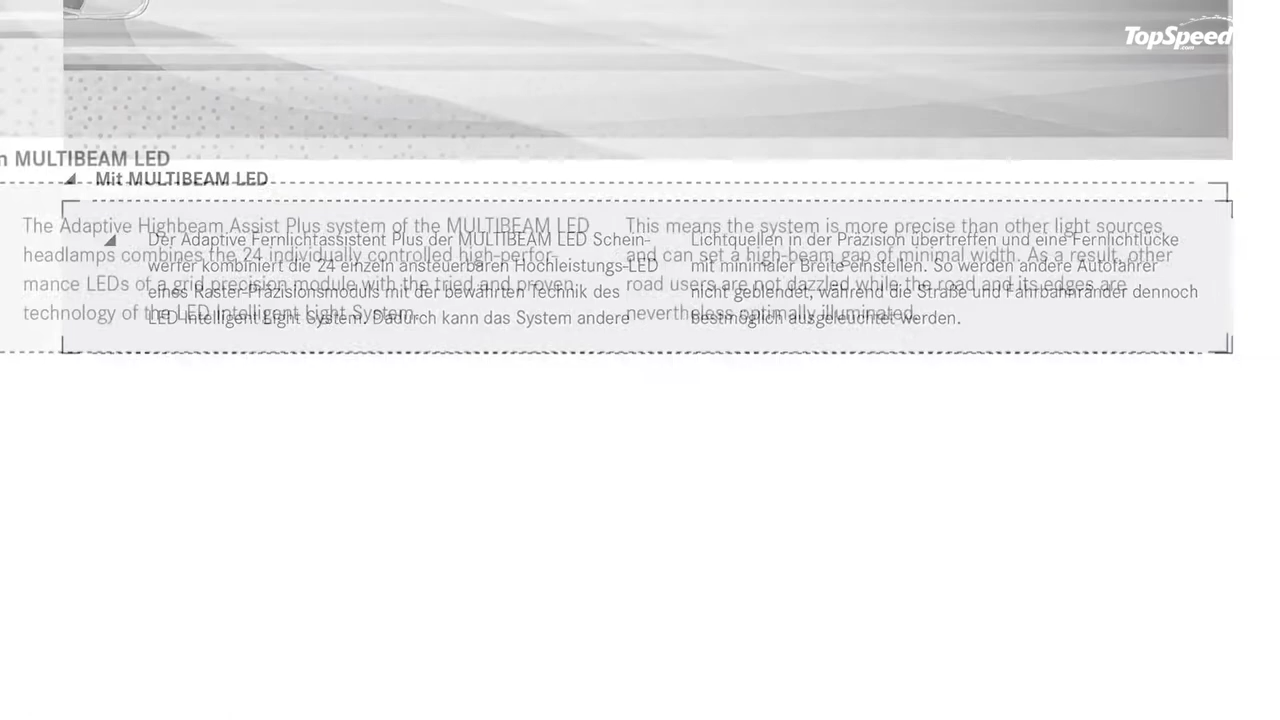 TopSpeed
.com
n MULTIBEAM LED
Mit MULTIBEAM LED
The Adaptive Highbeam Assist Plus system of the MULTIBEAM LED
headlamps combines the 24 individually controlled high-perfor-
mance LEDs of a grid precision module with the tried and proven
technology of the LED Intelligent Light System.
This means the system is more precise than other light sources
and can set a high-beam gap of minimal width. As a result, other
road users are not dazzled while the road and its edges are
nevertheless optimally illuminated.
Der Adaptive Fernlichtassistent Plus der MULTIBEAM LED Schein-
werfer kombiniert die 24 einzeln ansteuerbaren Hochleistungs-LED
eines Raster-Präzisionsmoduls mit der bewährten Technik des
LED Intelligent Light System. Dadurch kann das System andere
Lichtquellen in der Präzision übertreffen und eine Fernlichtlücke
mit minimaler Breite einstellen. So werden andere Autofahrer
nicht geblendet, während die Straße und Fahrbahnränder dennoch
bestmöglich ausgeleuchtet werden.